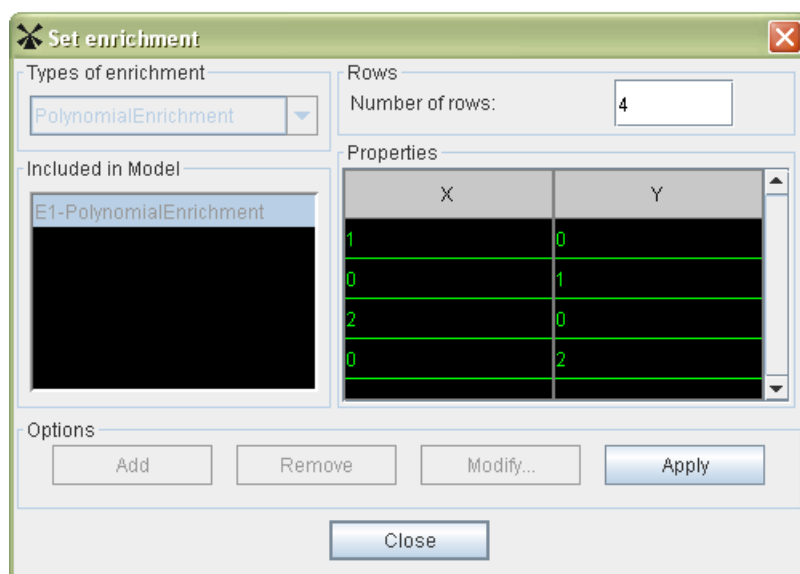 Set enrichment
Types of enrichment
PolynomialEnrichment
Rows
Number of rows: 4
Included in Model
E1-PolynomialEnrichment
Properties
X Y
1 0
0 1
2 0
0 2
Options
Add Remove Modify... Apply
Close